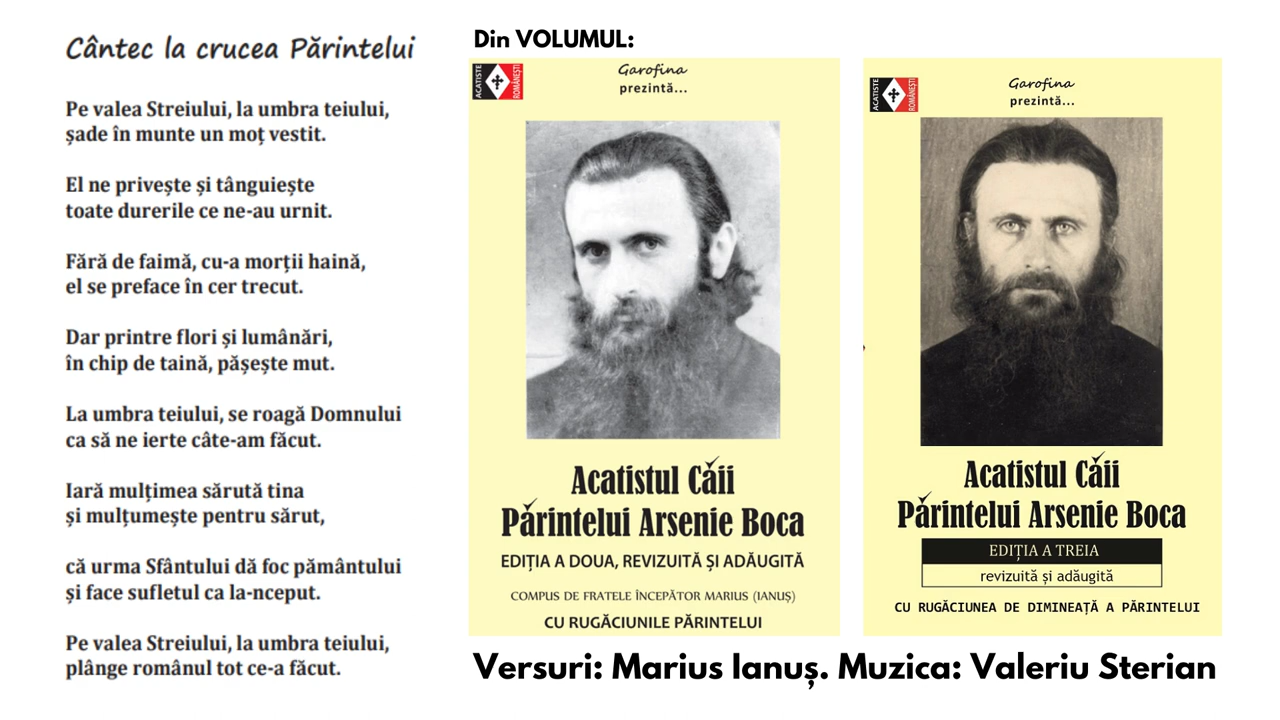 Cântec la crucea Părintelui
Pe valea Streiului, la umbra teiului,
șade în munte un moț vestit.
El ne privește și tânguiește
toate durerile ce ne-au urnit.
Fără de faimă, cu-a morții haină,
el se preface în cer trecut.
Dar printre flori și lumânări,
în chip de taină, pășește mut.
La umbra teiului, se roagă Domnului
ca să ne ierte câte-am făcut.
Iară mulțimea sărută tina
și mulțumește pentru sărut,
că urma Sfântului dă foc pământului
și face sufletul ca la-nceput.
Pe valea Streiului, la umbra teiului,
plânge românul tot ce-a făcut.
Din VOLUMUL:
ACATISTE
ROMÂNEȘTI
Garofina
prezintă...
Acatistul Căii
Părintelui Arsenie Boca
EDIȚIA A DOUA, REVIZUITĂ ȘI ADĂUGITĂ
COMPUS DE FRATELE ÎNCEPĂTOR MARIUS (IANUȘ)
CU RUGĂCIUNILE PĂRINTELUI
ACATISTE
ROMÂNEȘTI
Garofina
prezintă...
Acatistul Căii
Părintelui Arsenie Boca
EDIȚIA A TREIA
revizuită și adăugită
CU RUGĂCIUNEA DE DIMINEAȚĂ A PĂRINTELUI
Versuri: Marius Ianuș. Muzica: Valeriu Sterian